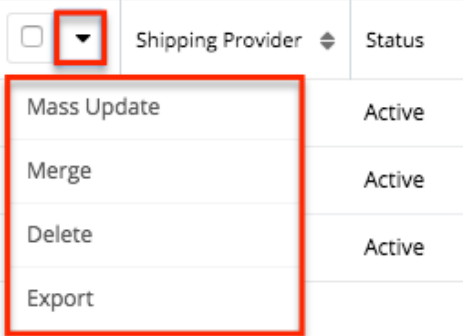 Shipping Provider Status
Mass Update Active
Merge Active
Delete Active
Export